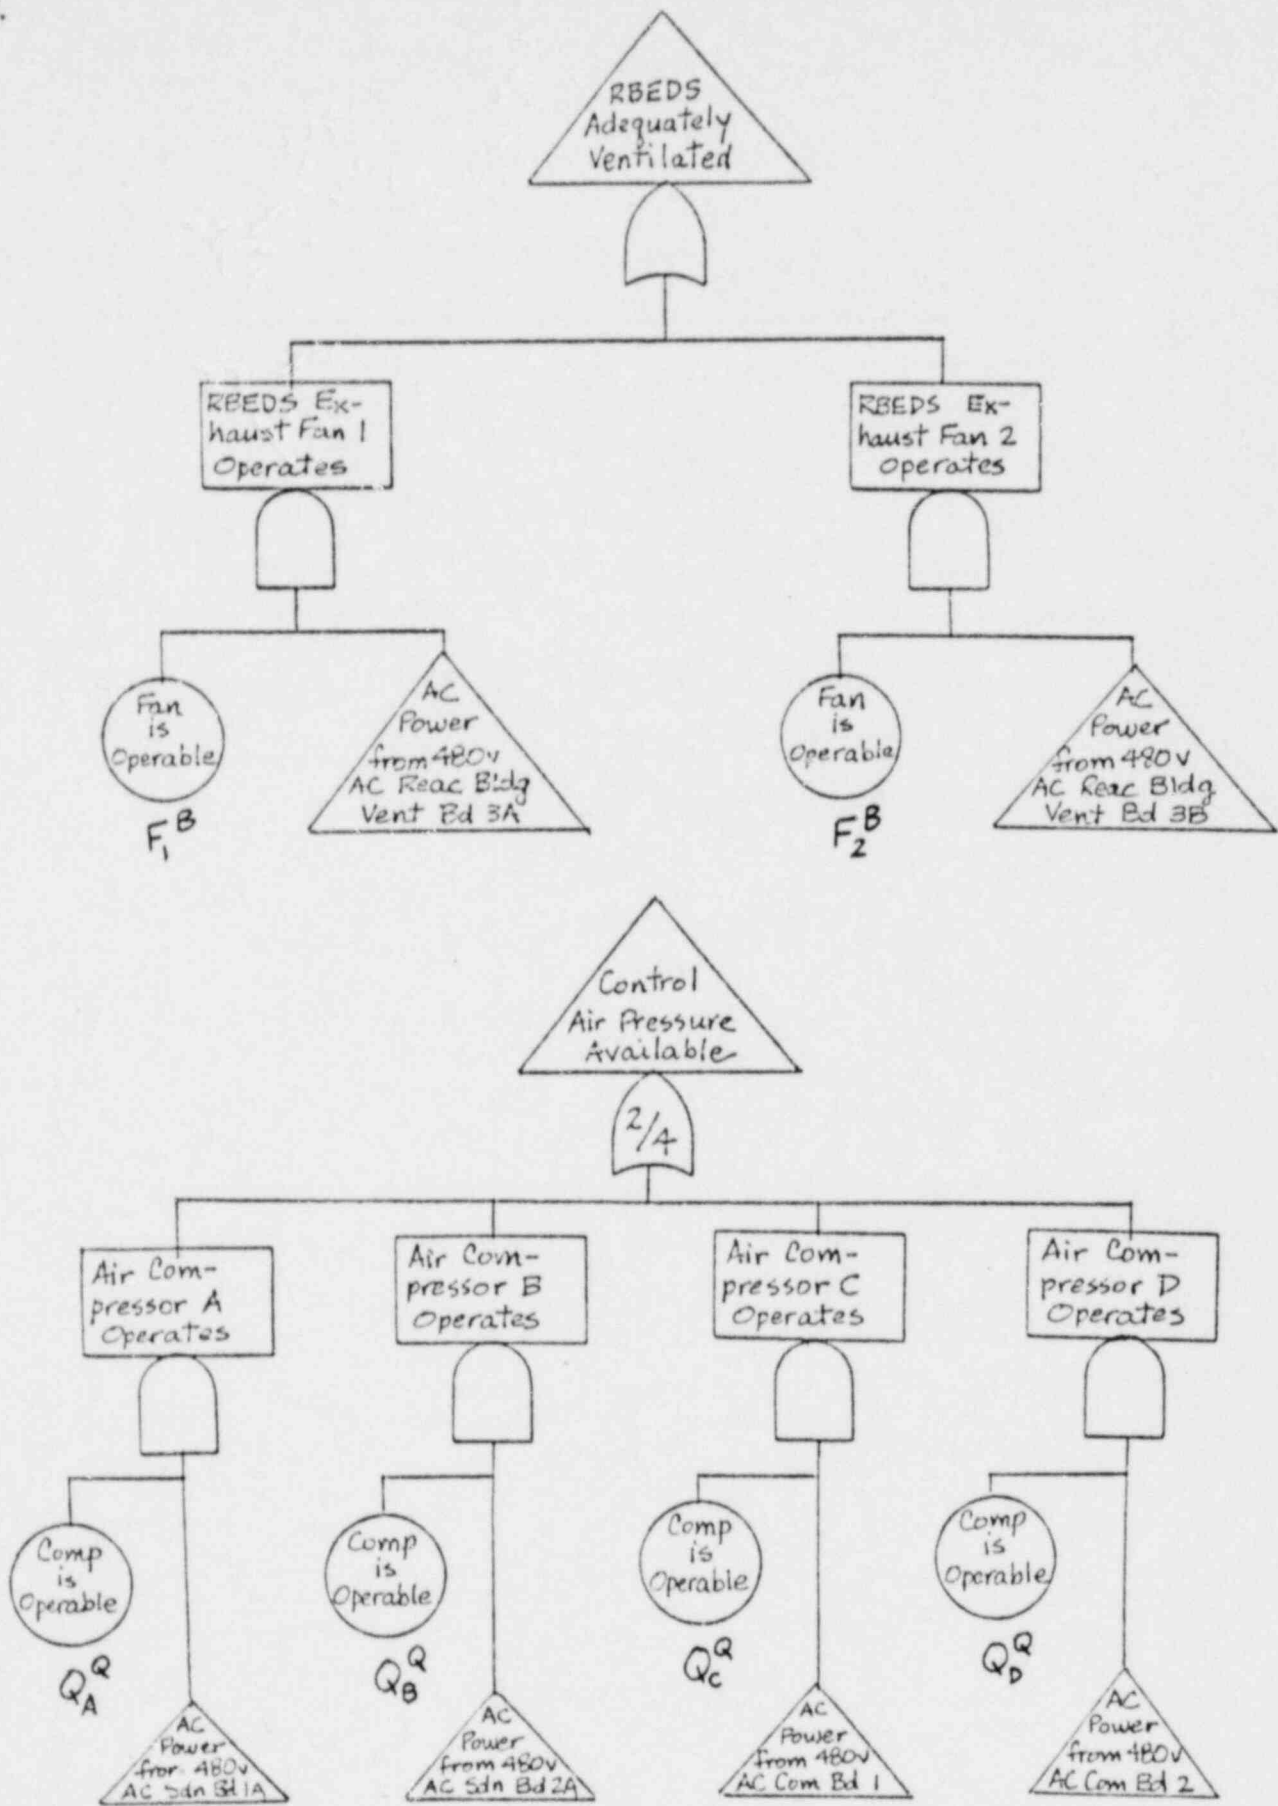 RBEDS
Adequately
Ventilated
RBEDS Ex-
haust Fan 1
Operates
RBEDS Ex-
haust Fan 2
Operates
Fan
is
Operable
F₁ᴮ
AC
Power
from 480v
AC Reac Bldg
Vent Bd 3A
Fan
is
Operable
F₂ᴮ
AC
Power
from 480v
AC Reac Bldg
Vent Bd 3B
Control
Air Pressure
Available
2/4
Air Com-
pressor A
Operates
Air Com-
pressor B
Operates
Air Com-
pressor C
Operates
Air Com-
pressor D
Operates
Comp
is
Operable
Q_A^Q
Comp
is
Operable
Q_B^Q
Comp
is
Operable
Q_C^Q
Comp
is
Operable
Q_D^Q
AC
Power
from 480v
AC Sdn Bd 1A
AC
Power
from 480v
AC Sdn Bd 2A
AC
Power
from 480v
AC Com Bd 1
AC
Power
from 480v
AC Com Bd 2